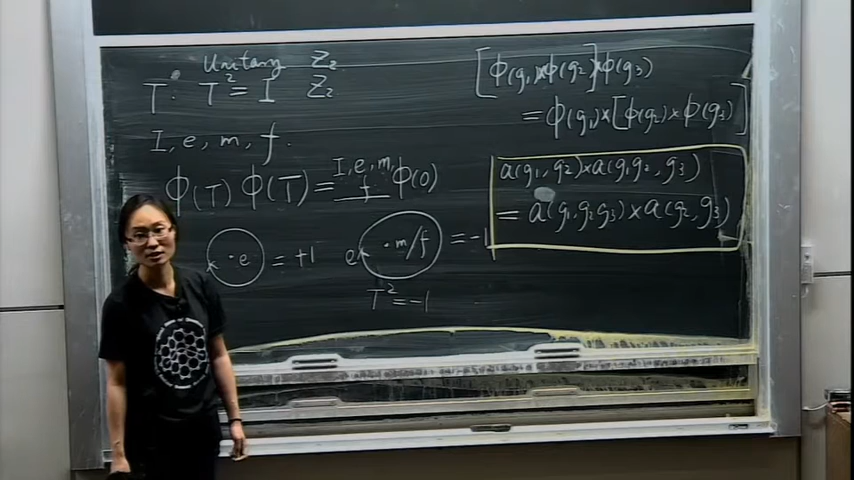 Unitary Z₂
T. T² = I Z₂
I, e, m, f.
ϕ(T) ϕ(T) = I, e, m, f ϕ(0)
·e = +1
e · m/f = -1
T² = -1
[ϕ(g₁)×ϕ(g₂)]×ϕ(g₃)
= ϕ(g₁)×[ϕ(g₂)×ϕ(g₃)]
a(g₁, g₂)×a(g₁g₂, g₃)
= a(g₁, g₂g₃)×a(g₂, g₃)